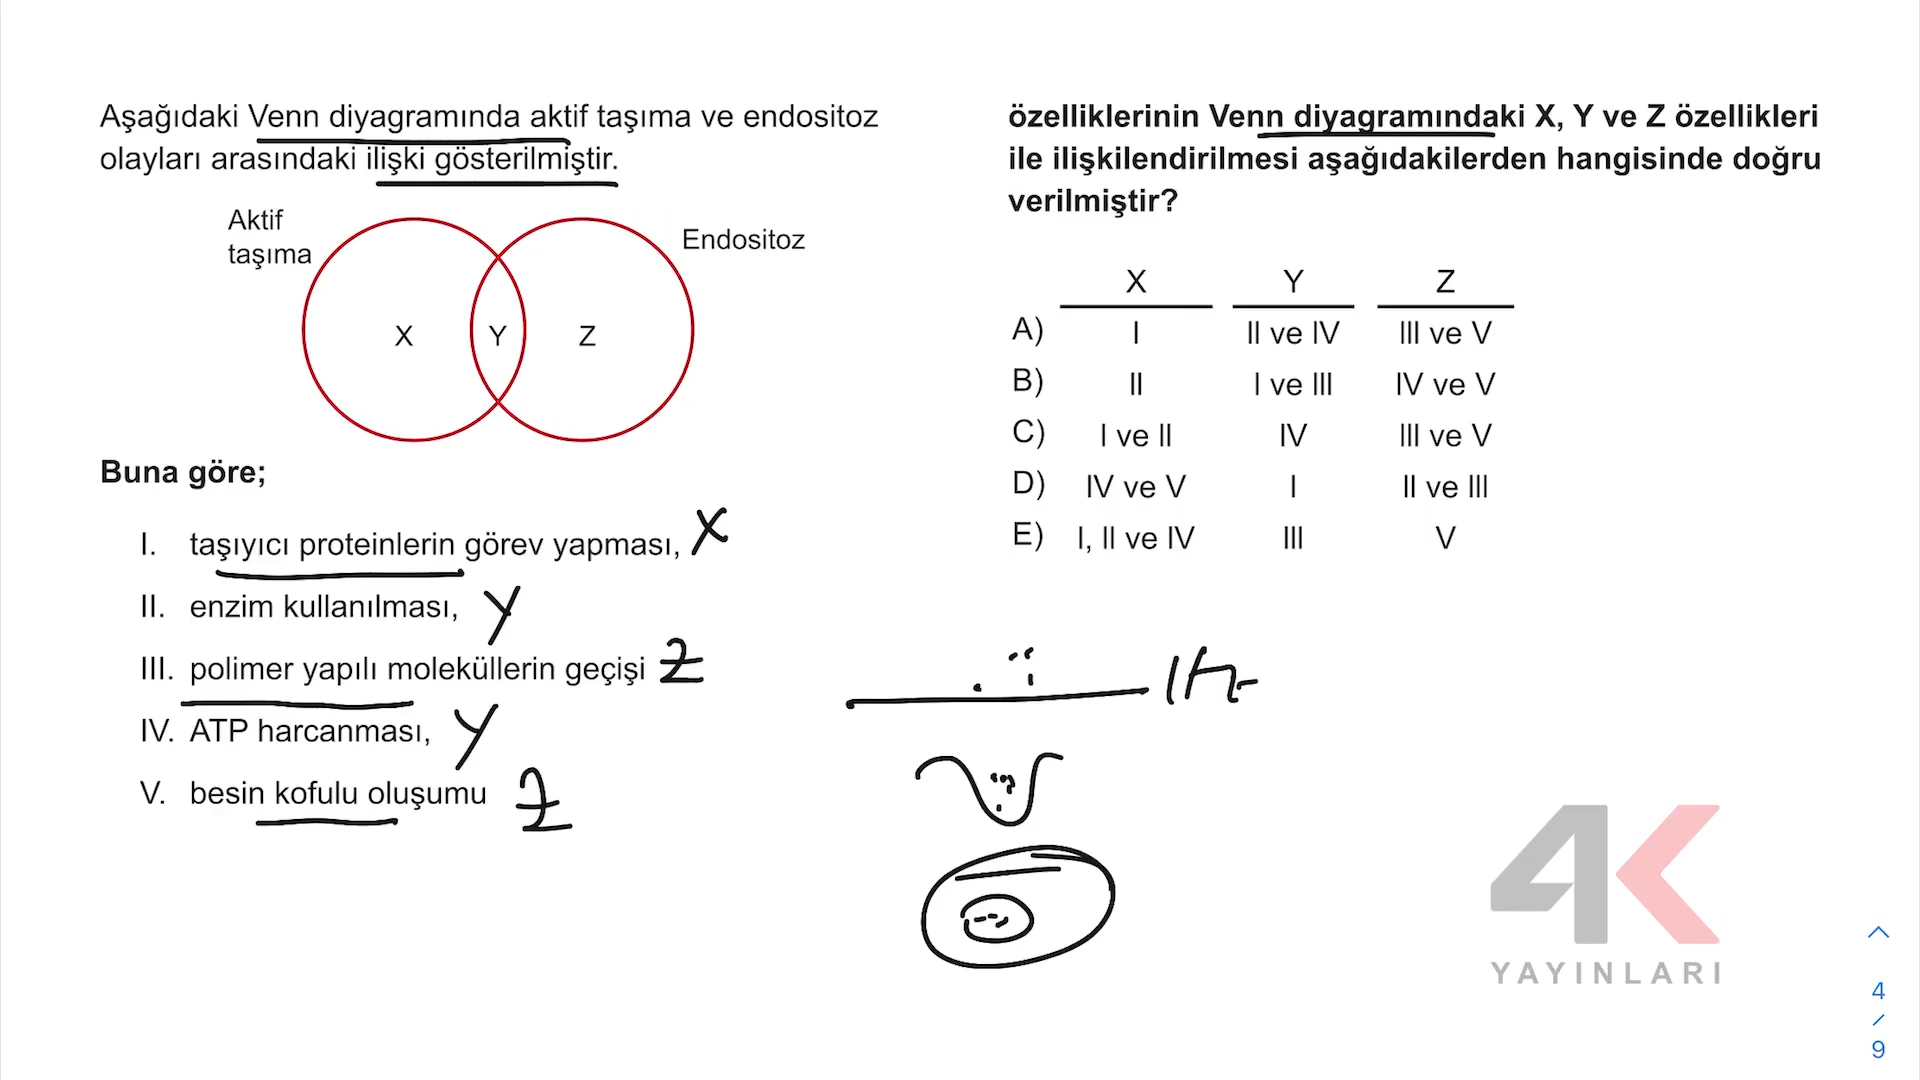 Aşağıdaki Venn diyagramında aktif taşıma ve endositoz
olayları arasındaki ilişki gösterilmiştir.
Aktif
taşıma
Endositoz
X
Y
Z
Buna göre;
I. taşıyıcı proteinlerin görev yapması, X
II. enzim kullanılması, Y
III. polimer yapılı moleküllerin geçişi Z
IV. ATP harcanması, Y
V. besin kofulu oluşumu Z
özelliklerinin Venn diyagramındaki X, Y ve Z özellikleri
ile ilişkilendirilmesi aşağıdakilerden hangisinde doğru
verilmiştir?
X Y Z
A) I II ve IV III ve V
B) II I ve III IV ve V
C) I ve II IV III ve V
D) IV ve V I II ve III
E) I, II ve IV III V
4K
YAYINLARI
4
/
9